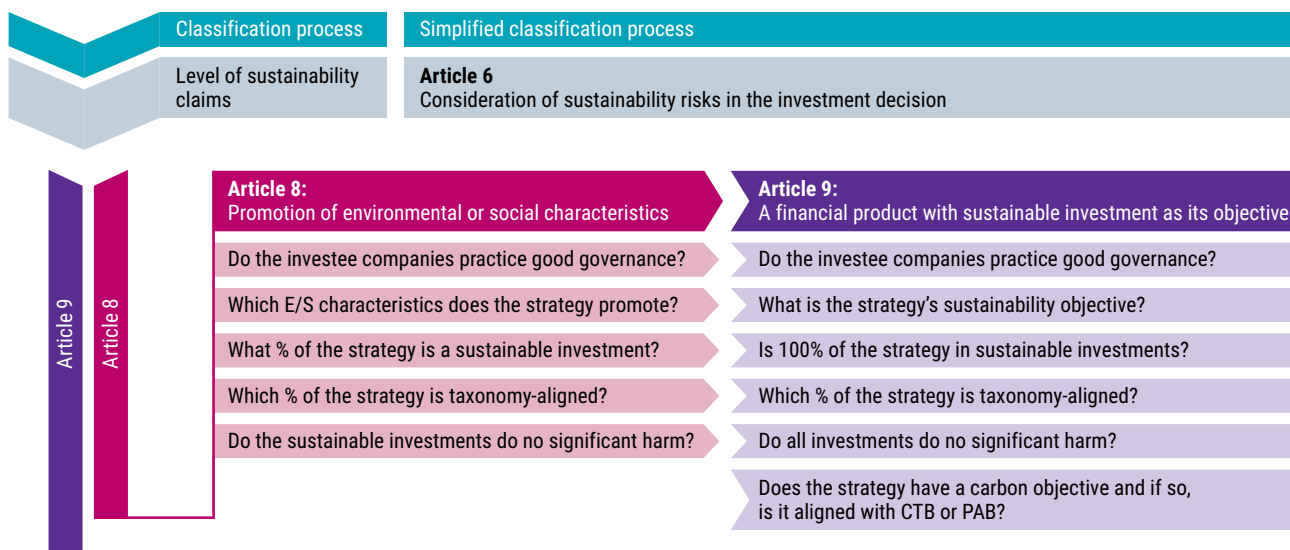 Classification process
Simplified classification process
Level of sustainability
claims
Article 6
Consideration of sustainability risks in the investment decision
Article 9
Article 8
Article 8:
Promotion of environmental or social characteristics
Do the investee companies practice good governance?
Which E/S characteristics does the strategy promote?
What % of the strategy is a sustainable investment?
Which % of the strategy is taxonomy-aligned?
Do the sustainable investments do no significant harm?
Article 9:
A financial product with sustainable investment as its objective
Do the investee companies practice good governance?
What is the strategy's sustainability objective?
Is 100% of the strategy in sustainable investments?
Which % of the strategy is taxonomy-aligned?
Do all investments do no significant harm?
Does the strategy have a carbon objective and if so,
is it aligned with CTB or PAB?